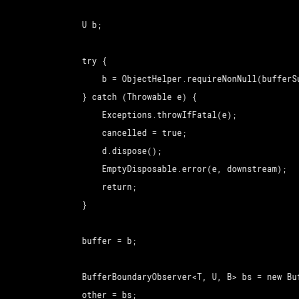 U b;
try {
b = ObjectHelper.requireNonNull(bufferSu
} catch (Throwable e) {
Exceptions.throwIfFatal(e);
cancelled = true;
d.dispose();
EmptyDisposable.error(e, downstream);
return;
}
buffer = b;
BufferBoundaryObserver<T, U, B> bs = new Buf
other = bs;